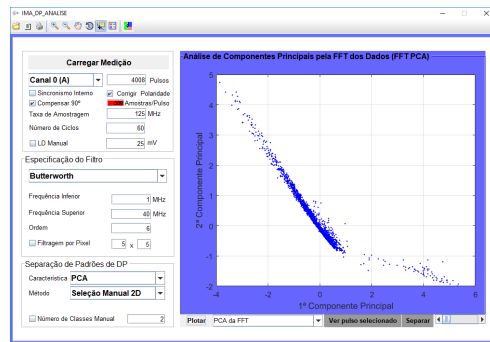 IMA_DP_ANALISE
Carregar Medição
Canal 0 (A) 4008 Pulsos
Sincronismo Interno Corrigir Polaridade
Compensar 90º 300 Amostras/Pulso
Taxa de Amostragem 125 MHz
Número de Ciclos 60
LD Manual 25 mV
Especificação do Filtro
Butterworth
Frequência Inferior 1 MHz
Frequência Superior 40 MHz
Ordem 6
Filtragem por Pixel 5 x 5
Separação de Padrões de DP
Característica PCA
Método Seleção Manual 2D
Número de Classes Manual 2
Análise de Componentes Principais pela FFT dos Dados (FFT PCA)
5
4
3
2
1
0
-1
-2
2ª Componente Principal
-4 -2 0 2 4 6
1ª Componente Principal
Plotar PCA da FFT Ver pulso selecionado Separar